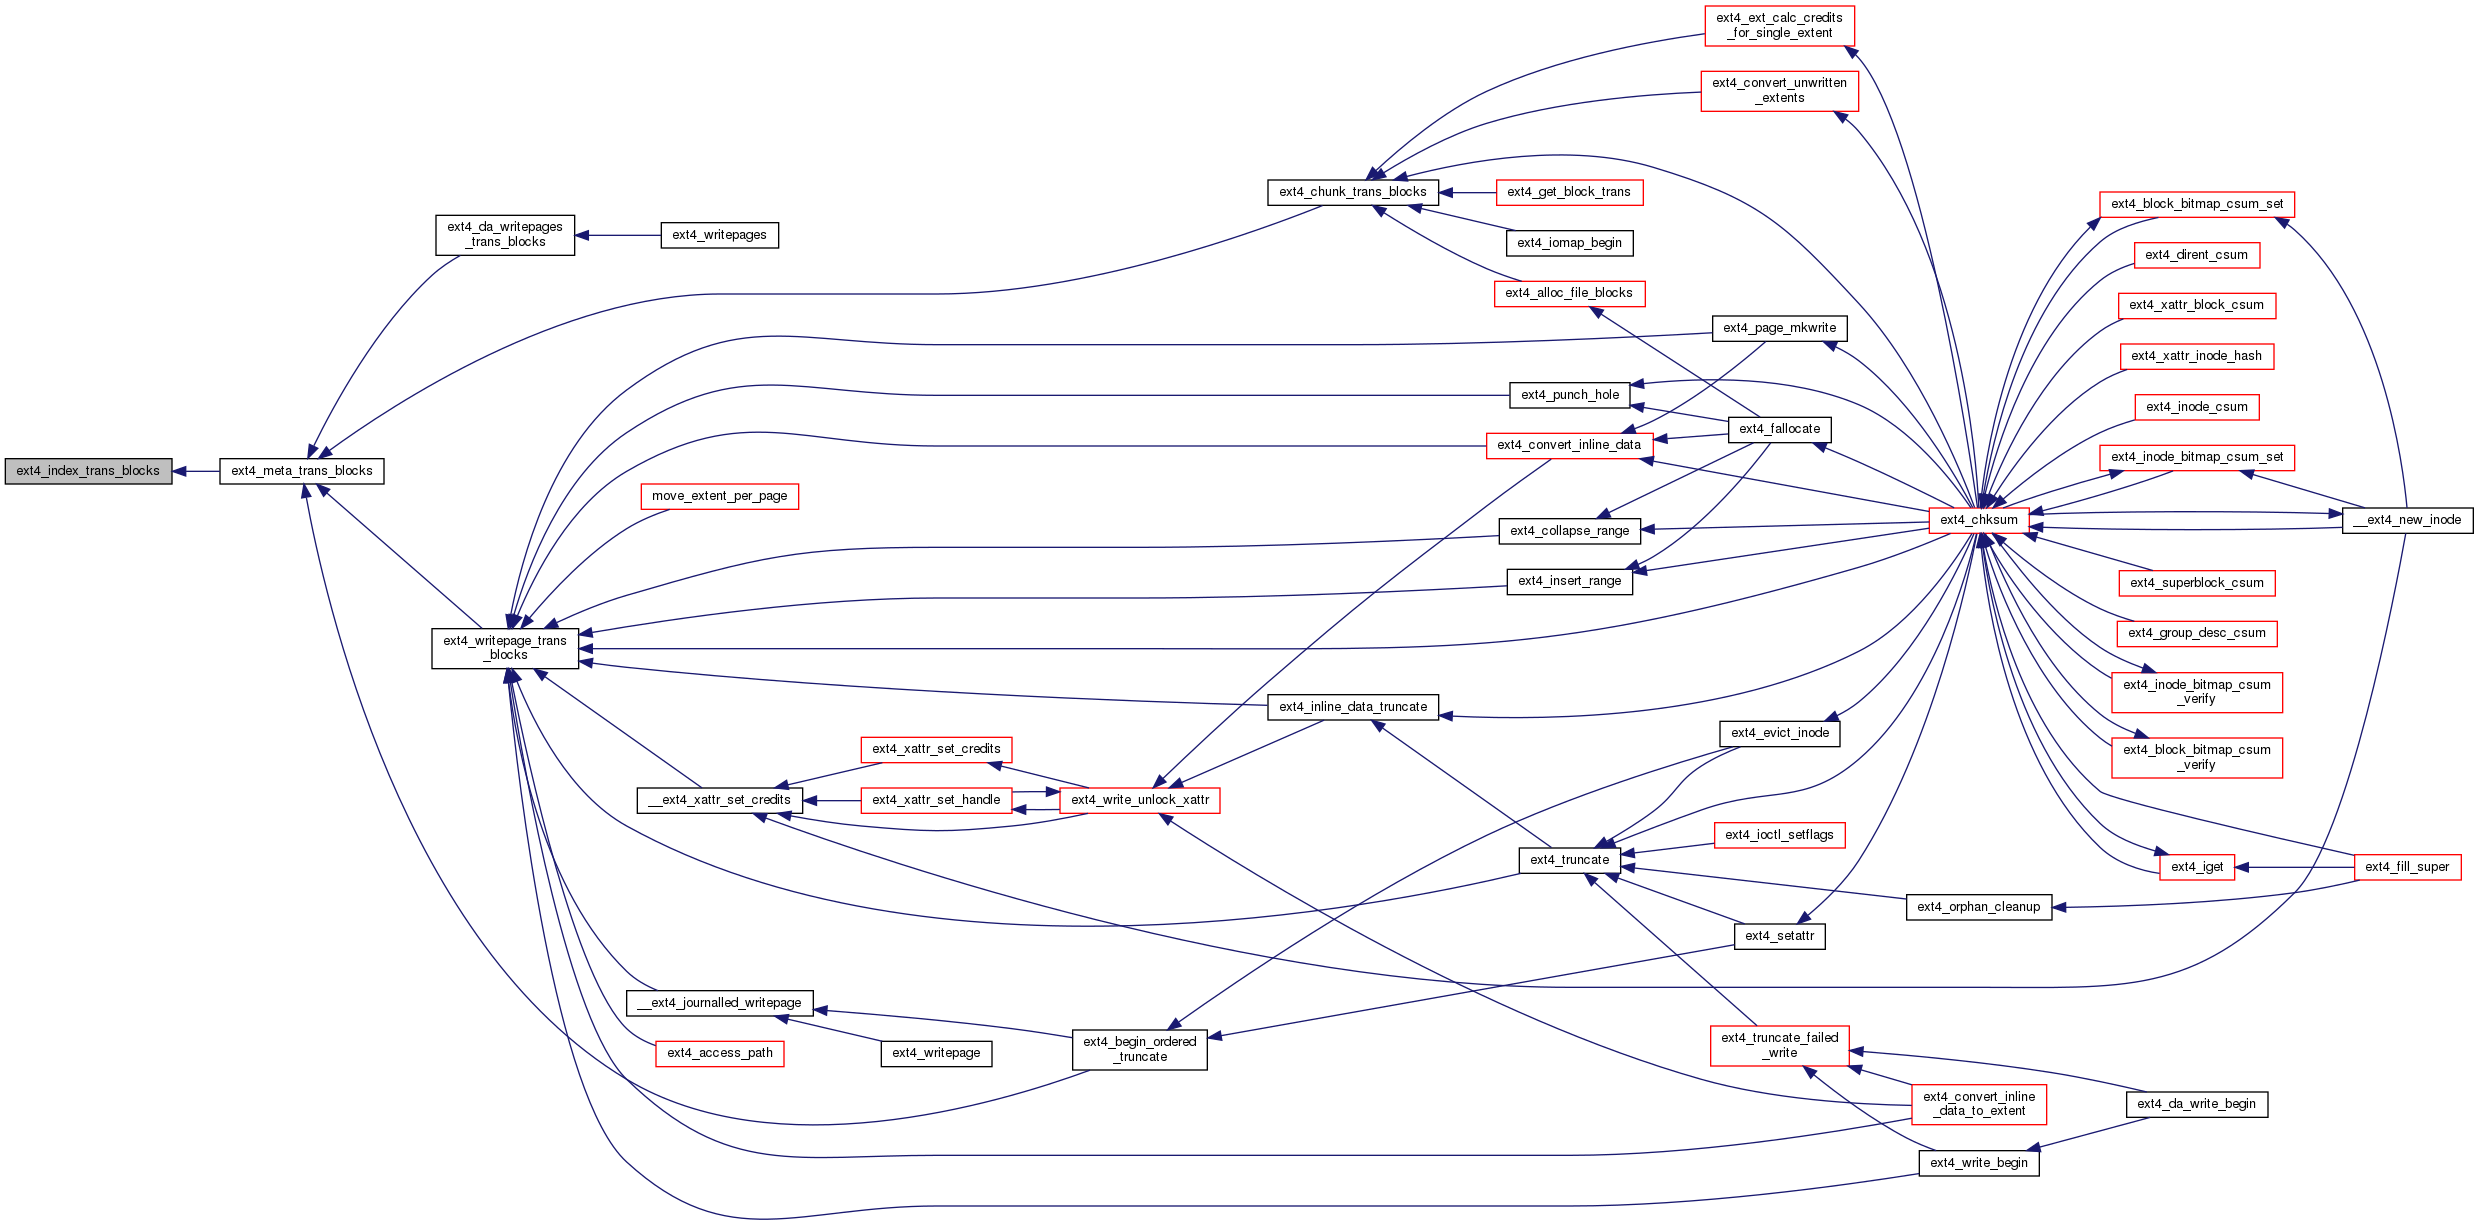 ext4_index_trans_blocks
ext4_meta_trans_blocks
ext4_da_writepages
_trans_blocks
ext4_writepages
ext4_writepage_trans
_blocks
move_extent_per_page
__ext4_xattr_set_credits
ext4_xattr_set_credits
ext4_xattr_set_handle
ext4_write_unlock_xattr
__ext4_journalled_writepage
ext4_access_path
ext4_writepage
ext4_begin_ordered
_truncate
ext4_chunk_trans_blocks
ext4_inline_data_truncate
ext4_ext_calc_credits
_for_single_extent
ext4_convert_unwritten
_extents
ext4_get_block_trans
ext4_iomap_begin
ext4_alloc_file_blocks
ext4_page_mkwrite
ext4_punch_hole
ext4_fallocate
ext4_convert_inline_data
ext4_collapse_range
ext4_insert_range
ext4_evict_inode
ext4_ioctl_setflags
ext4_truncate
ext4_orphan_cleanup
ext4_setattr
ext4_truncate_failed
_write
ext4_convert_inline
_data_to_extent
ext4_write_begin
ext4_chksum
ext4_block_bitmap_csum_set
ext4_dirent_csum
ext4_xattr_block_csum
ext4_xattr_inode_hash
ext4_inode_csum
ext4_inode_bitmap_csum_set
__ext4_new_inode
ext4_superblock_csum
ext4_group_desc_csum
ext4_inode_bitmap_csum
_verify
ext4_block_bitmap_csum
_verify
ext4_iget
ext4_fill_super
ext4_da_write_begin